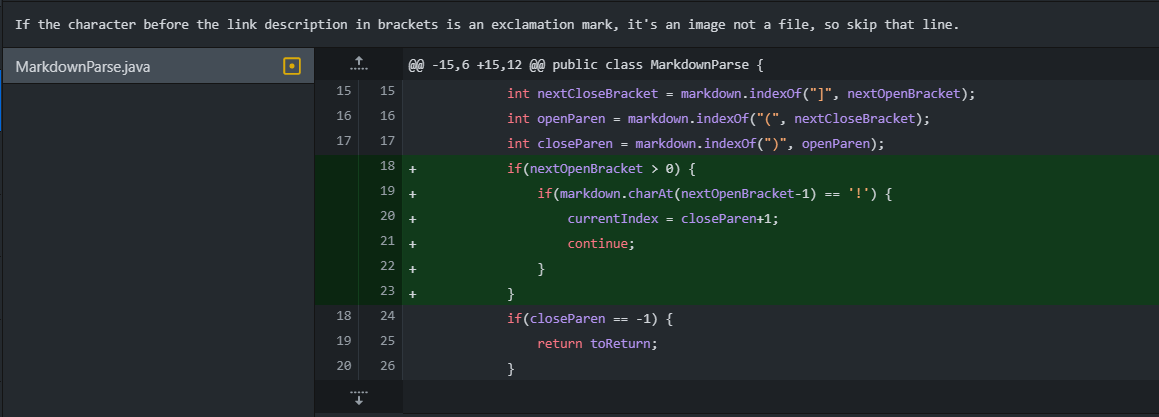 If the character before the link description in brackets is an exclamation mark, it's an image not a file, so skip that line.
MarkdownParse.java
@@ -15,6 +15,12 @@ public class MarkdownParse {
15 15 int nextCloseBracket = markdown.indexOf("]", nextOpenBracket);
16 16 int openParen = markdown.indexOf("(", nextCloseBracket);
17 17 int closeParen = markdown.indexOf(")", openParen);
18 + if(nextOpenBracket > 0) {
19 + if(markdown.charAt(nextOpenBracket-1) == '!') {
20 + currentIndex = closeParen+1;
21 + continue;
22 + }
23 + }
18 24 if(closeParen == -1) {
19 25 return toReturn;
20 26 }